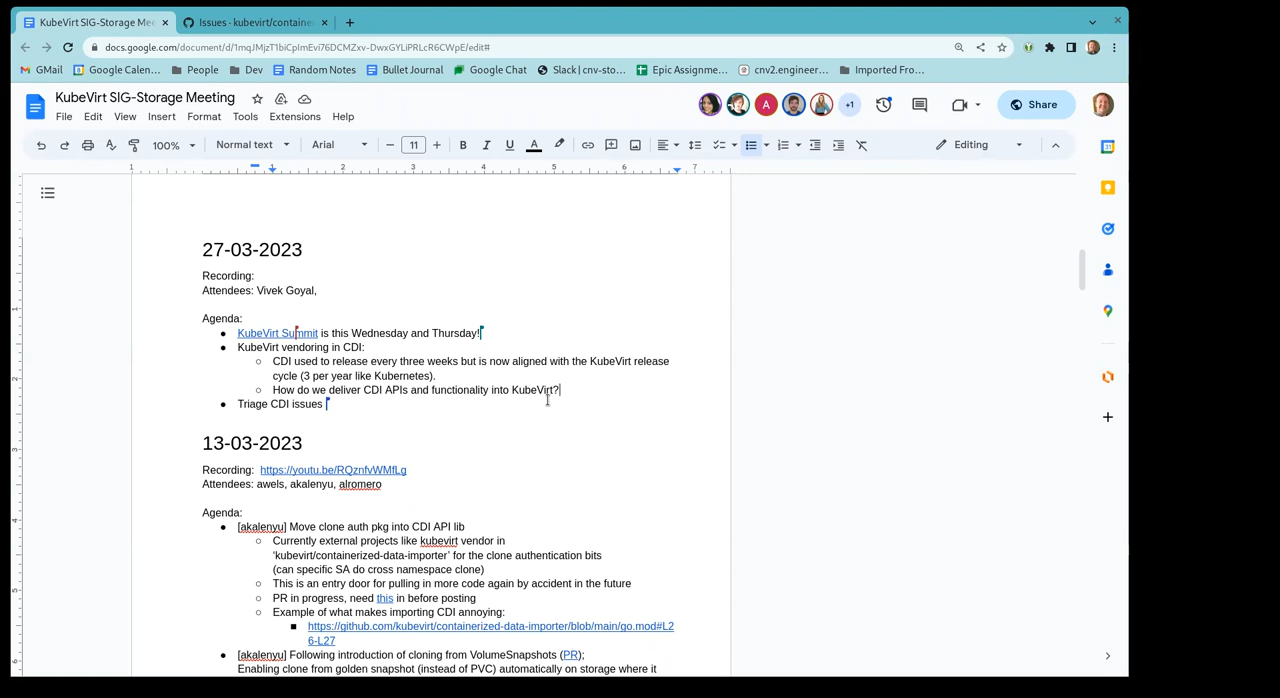 KubeVirt SIG-Storage Mee
Issues · kubevirt/containe
docs.google.com/document/d/1mqJMjzT1biCpImEvi76DCMZxv-DwxGYLiPRLcR6CWpE/edit#
GMail
Google Calen...
People
Dev
Random Notes
Bullet Journal
Google Chat
Slack | cnv-sto...
Epic Assignme...
cnv2.engineer...
Imported Fro...
KubeVirt SIG-Storage Meeting
File Edit View Insert Format Tools Extensions Help
A
+1
Share
100%
Normal text
Arial
11
Editing
1 1 2 3 4 5 6 7
27-03-2023
Recording:
Attendees: Vivek Goyal,
Agenda:
● KubeVirt Summit is this Wednesday and Thursday!
● KubeVirt vendoring in CDI:
○ CDI used to release every three weeks but is now aligned with the KubeVirt release
cycle (3 per year like Kubernetes).
○ How do we deliver CDI APIs and functionality into KubeVirt?
● Triage CDI issues
13-03-2023
Recording: https://youtu.be/RQznfvWMfLg
Attendees: awels, akalenyu, alromero
Agenda:
● [akalenyu] Move clone auth pkg into CDI API lib
○ Currently external projects like kubevirt vendor in
‘kubevirt/containerized-data-importer’ for the clone authentication bits
(can specific SA do cross namespace clone)
○ This is an entry door for pulling in more code again by accident in the future
○ PR in progress, need this in before posting
○ Example of what makes importing CDI annoying:
■ https://github.com/kubevirt/containerized-data-importer/blob/main/go.mod#L2
6-L27
● [akalenyu] Following introduction of cloning from VolumeSnapshots (PR);
Enabling clone from golden snapshot (instead of PVC) automatically on storage where it